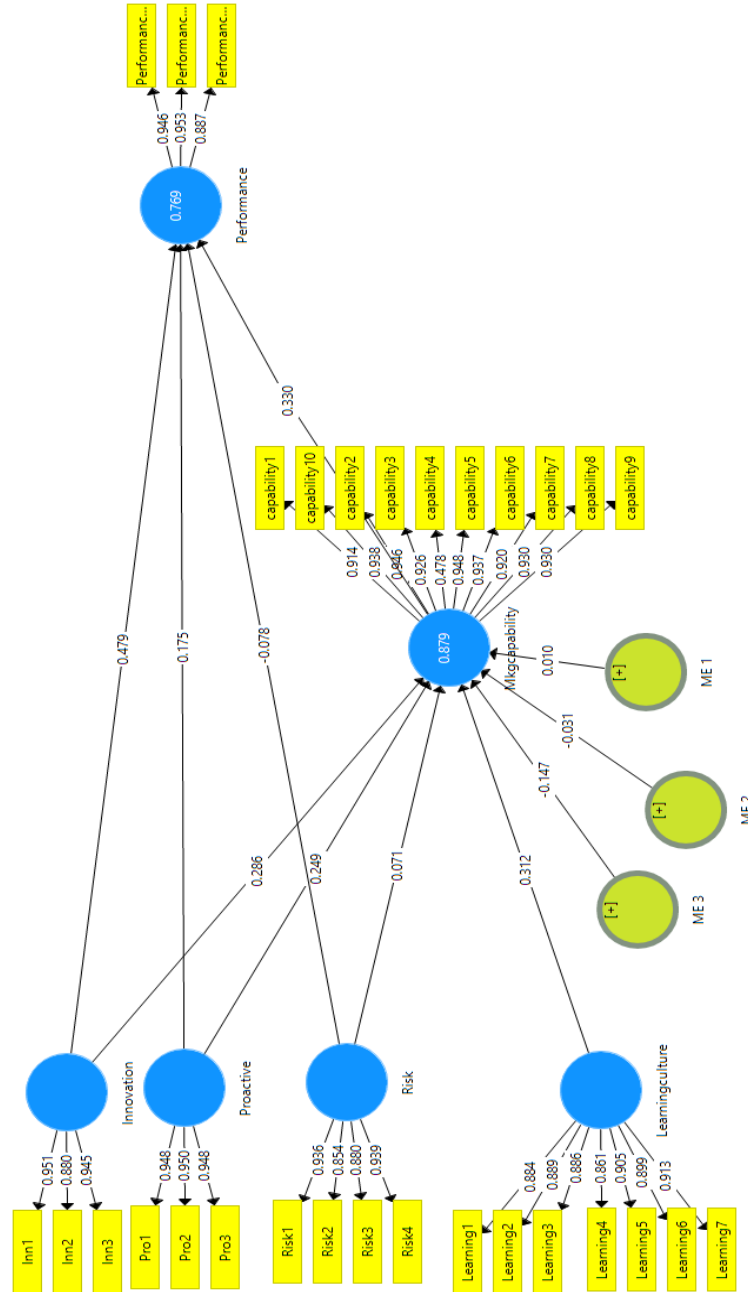 Inn1
Inn2
Inn3
0.951
0.880
0.945
Innovation
Pro1
Pro2
Pro3
0.948
0.950
0.948
Proactive
Risk1
Risk2
Risk3
Risk4
0.936
0.854
0.880
0.939
Risk
Learning1
Learning2
Learning3
Learning4
Learning5
Learning6
Learning7
0.884
0.889
0.886
0.861
0.905
0.899
0.913
Learningculture
0.479
0.175
-0.078
0.286
0.249
0.071
0.312
[+]
ME 3
-0.147
[+]
ME 2
-0.031
[+]
ME 1
0.010
0.879
Mkgcapability
0.914
0.938
0.946
0.926
0.478
0.948
0.937
0.920
0.930
0.930
capability1
capability10
capability2
capability3
capability4
capability5
capability6
capability7
capability8
capability9
0.330
0.769
Performance
0.946
0.953
0.887
Performanc...
Performanc...
Performanc...